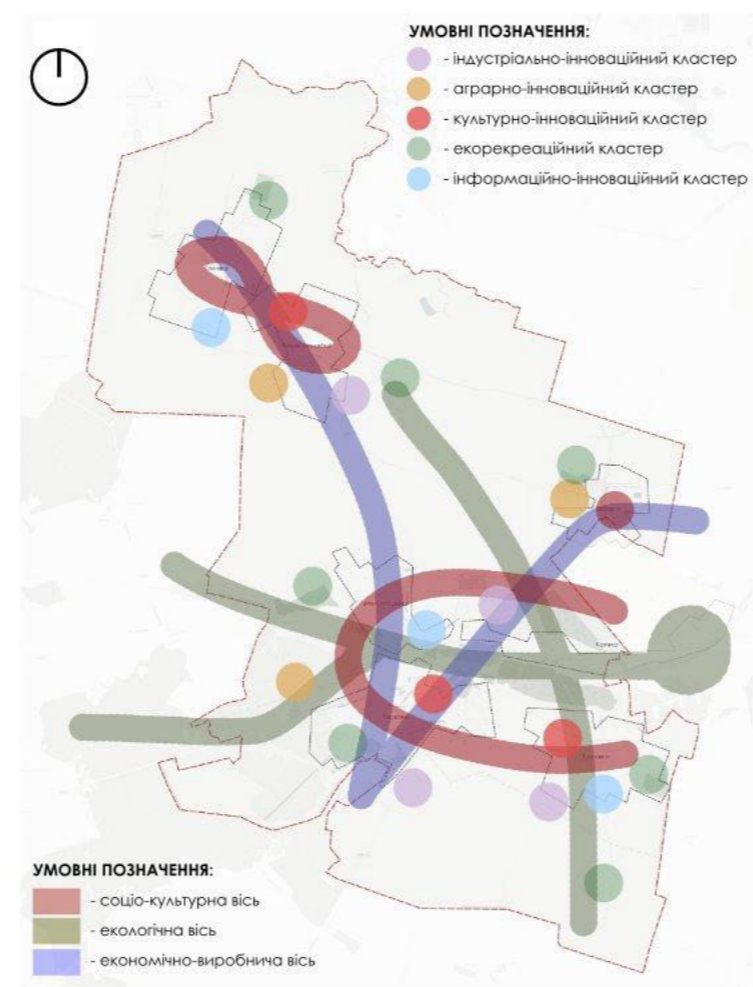 УМОВНІ ПОЗНАЧЕННЯ:
- індустріально-інноваційний кластер
- аграрно-інноваційний кластер
- культурно-інноваційний кластер
- екорекреаційний кластер
- інформаційно-інноваційний кластер
УМОВНІ ПОЗНАЧЕННЯ:
- соціо-культурна вісь
- екологічна вісь
- економічно-виробнича вісь